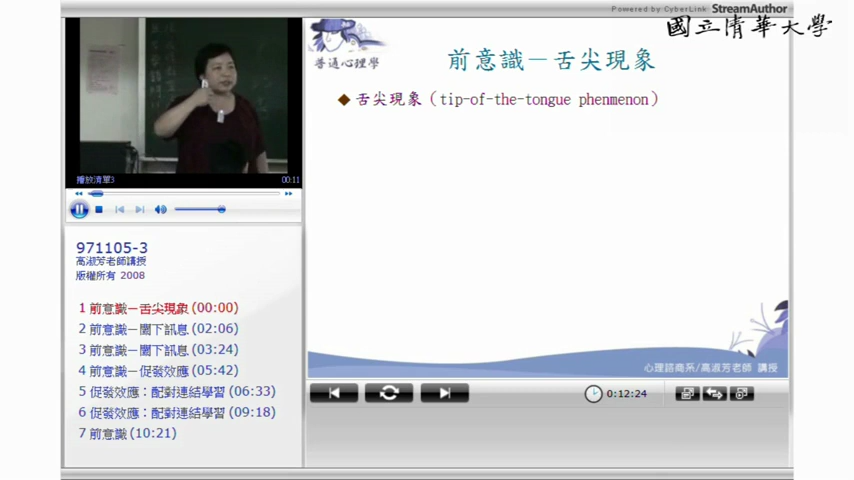 Powered by CyberLink StreamAuthor
國立清華大學
普通心理學
前意識－舌尖現象
舌尖現象（tip-of-the-tongue phenmenon）
播放清單3
00:11
971105-3
高淑芳老師講授
版權所有 2008
1 前意識－舌尖現象 (00:00)
2 前意識－閾下訊息 (02:06)
3 前意識－閾下訊息 (03:24)
4 前意識－促發效應 (05:42)
5 促發效應：配對連結學習 (06:33)
6 促發效應：配對連結學習 (09:18)
7 前意識 (10:21)
心理諮商系/高淑芳老師 講授
0:12:24